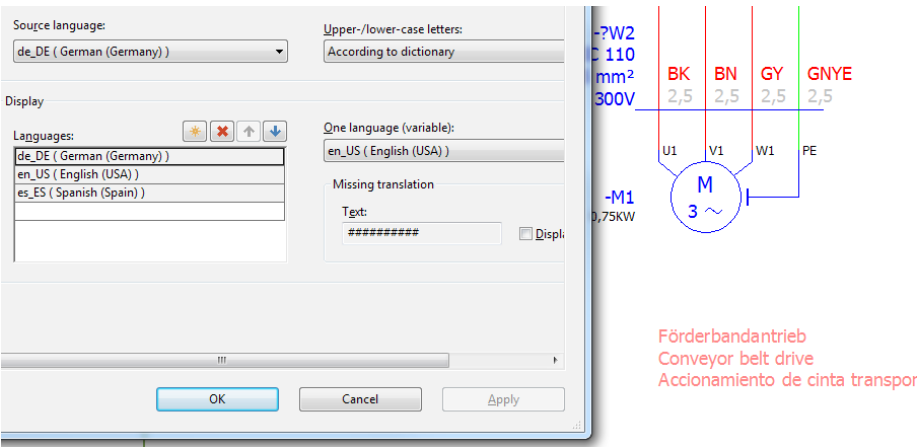 Source language:
de_DE ( German (Germany) )
Upper-/lower-case letters:
According to dictionary
Display
Languages:
de_DE ( German (Germany) )
en_US ( English (USA) )
es_ES ( Spanish (Spain) )
One language (variable):
en_US ( English (USA) )
Missing translation
Text:
##########
OK
Cancel
Apply
-?W2
110
mm²
300V
BK BN GY GNYE
2,5 2,5 2,5 2,5
U1 V1 W1 PE
-M1
0,75KW
M
3 ~
Förderbandantrieb
Conveyor belt drive
Accionamiento de cinta